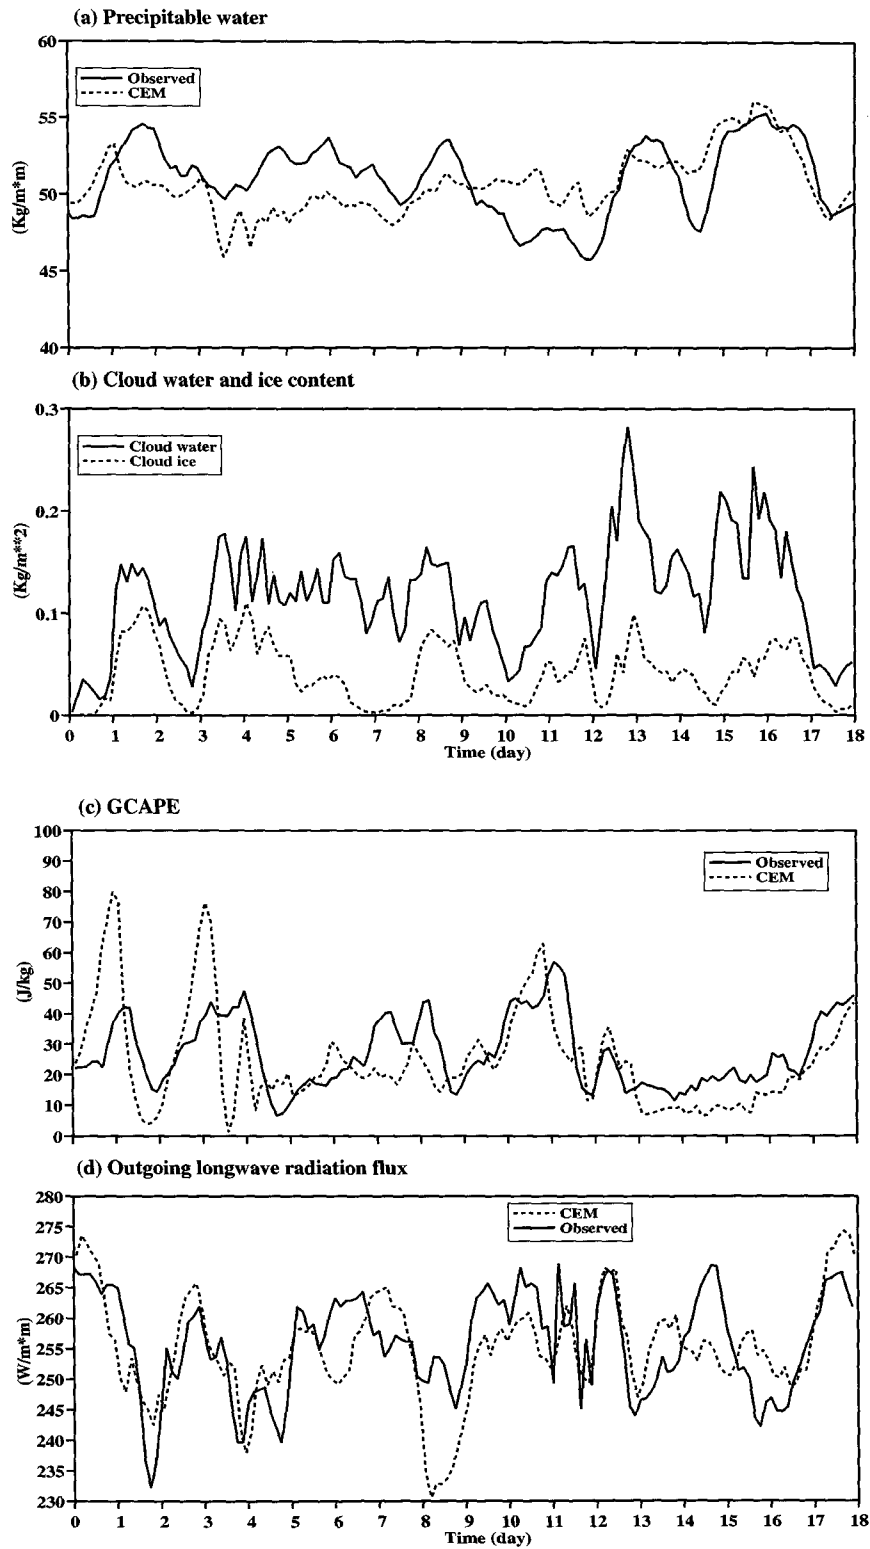 (a) Precipitable water
60
55
50
45
40
(Kg/m*m)
Observed
CEM
(b) Cloud water and ice content
0.3
0.2
0.1
0
(Kg/m**2)
Cloud water
Cloud ice
0 1 2 3 4 5 6 7 8 9 10 11 12 13 14 15 16 17 18
Time (day)
(c) GCAPE
100
90
80
70
60
50
40
30
20
10
0
(J/kg)
Observed
CEM
(d) Outgoing longwave radiation flux
280
275
270
265
260
255
250
245
240
235
230
(W/m*m)
CEM
Observed
0 1 2 3 4 5 6 7 8 9 10 11 12 13 14 15 16 17 18
Time (day)